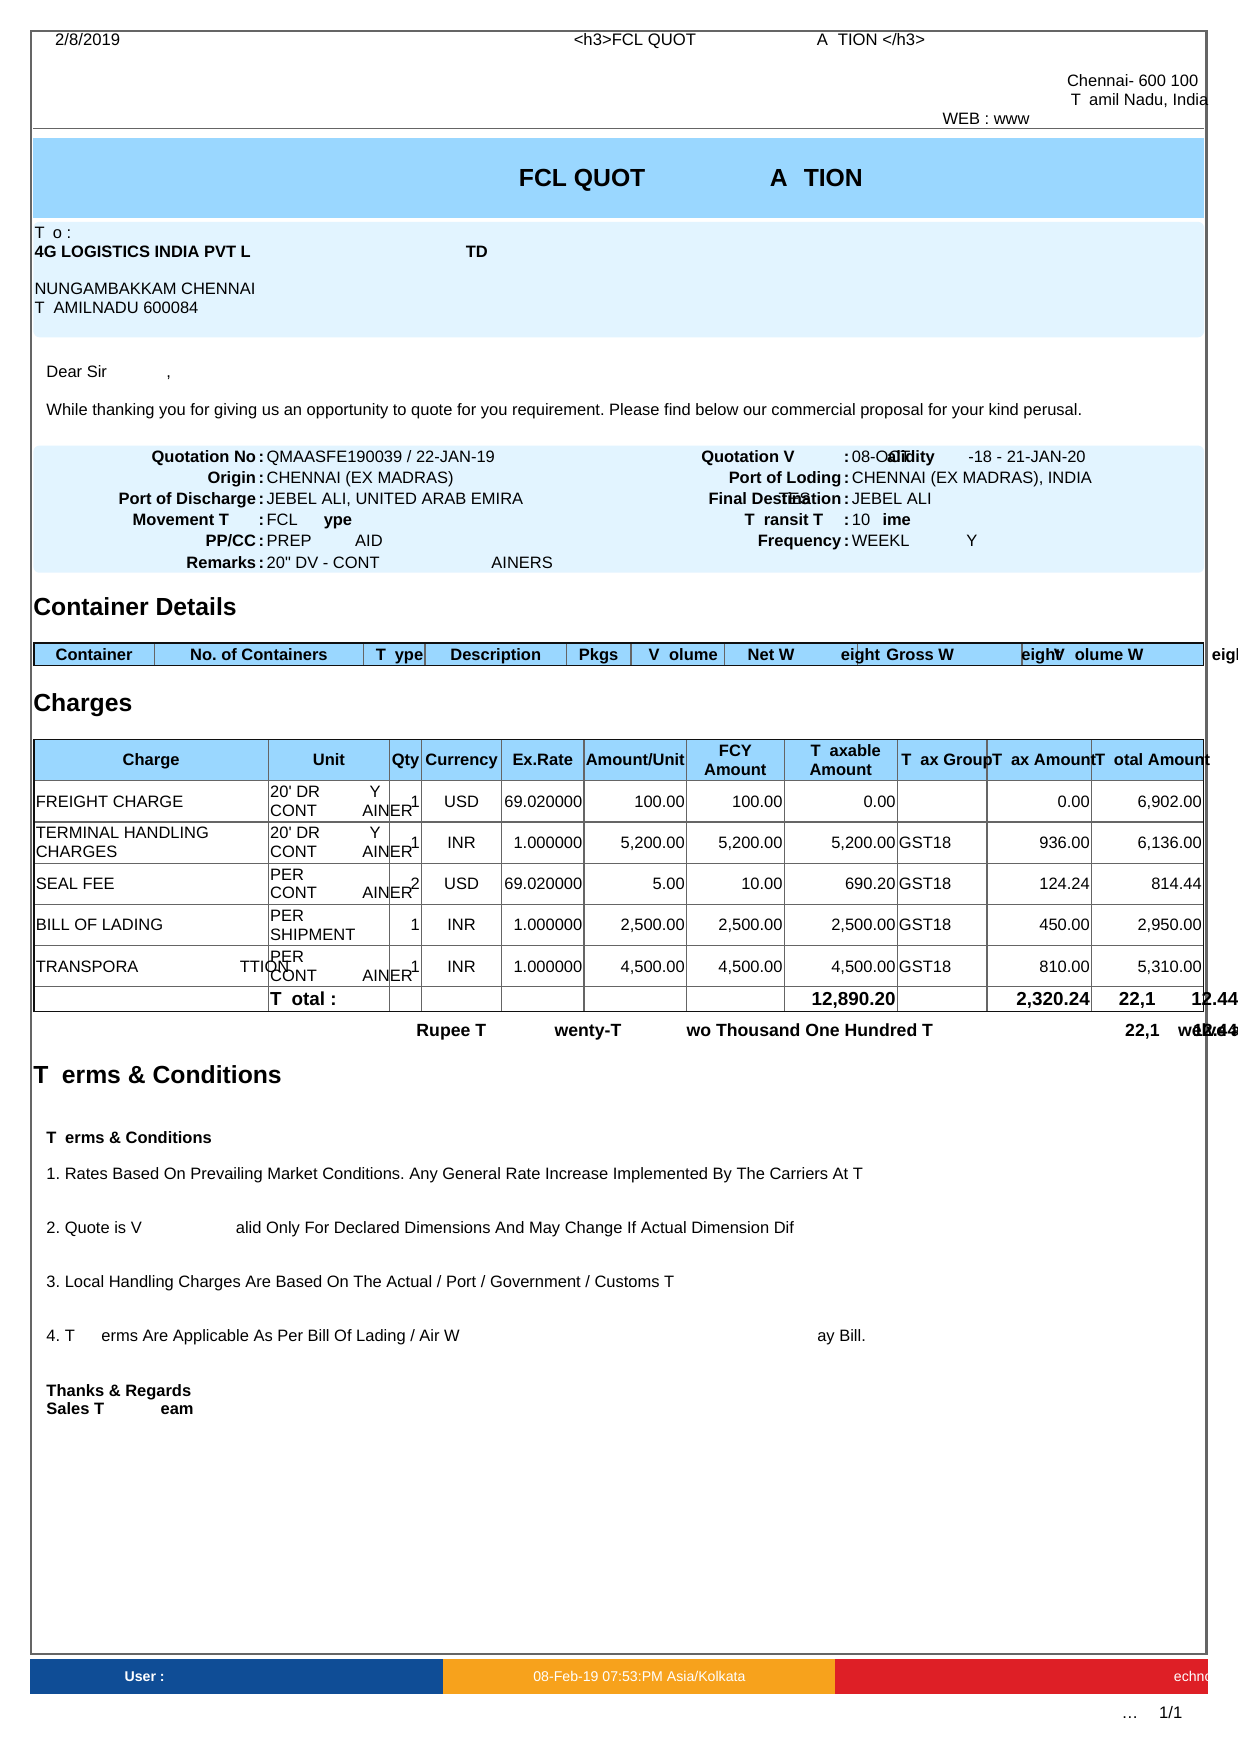 2/8/2019 <h3>FCL QUOT A TION </h3>
Chennai- 600 100
T amil Nadu, India
WEB : www
FCL QUOT A TION
T o :
4G LOGISTICS INDIA PVT L TD
NUNGAMBAKKAM CHENNAI
T AMILNADU 600084
Dear Sir ,
While thanking you for giving us an opportunity to quote for you requirement. Please find below our commercial proposal for your kind perusal.
Quotation No : QMAASFE190039 / 22-JAN-19 Quotation V alidity : 08-OCT -18 - 21-JAN-20
Origin : CHENNAI (EX MADRAS) Port of Loding : CHENNAI (EX MADRAS), INDIA
Port of Discharge : JEBEL ALI, UNITED ARAB EMIRA TES Final Destination : JEBEL ALI
Movement T ype : FCL T ransit T ime : 10
PP/CC : PREP AID Frequency : WEEKL Y
Remarks : 20" DV - CONT AINERS
Container Details
Container No. of Containers T ype Description Pkgs V olume Net W eight Gross W eight V olume W eigh
Charges
Charge Unit Qty Currency Ex.Rate Amount/Unit FCY Amount T axable Amount T ax Group T ax Amount T otal Amount
FREIGHT CHARGE 20' DR Y CONT AINER 1 USD 69.020000 100.00 100.00 0.00 0.00 6,902.00
TERMINAL HANDLING CHARGES 20' DR Y CONT AINER 1 INR 1.000000 5,200.00 5,200.00 5,200.00 GST18 936.00 6,136.00
SEAL FEE PER CONT AINER 2 USD 69.020000 5.00 10.00 690.20 GST18 124.24 814.44
BILL OF LADING PER SHIPMENT 1 INR 1.000000 2,500.00 2,500.00 2,500.00 GST18 450.00 2,950.00
TRANSPORA TTION PER CONT AINER 1 INR 1.000000 4,500.00 4,500.00 4,500.00 GST18 810.00 5,310.00
T otal : 12,890.20 2,320.24 22,1 12.44
Rupee T wenty-T wo Thousand One Hundred T 22,1 12.44
T erms & Conditions
T erms & Conditions
1. Rates Based On Prevailing Market Conditions. Any General Rate Increase Implemented By The Carriers At T
2. Quote is V alid Only For Declared Dimensions And May Change If Actual Dimension Dif
3. Local Handling Charges Are Based On The Actual / Port / Government / Customs T
4. T erms Are Applicable As Per Bill Of Lading / Air W ay Bill.
Thanks & Regards
Sales T eam
User : 08-Feb-19 07:53:PM Asia/Kolkata echno
… 1/1